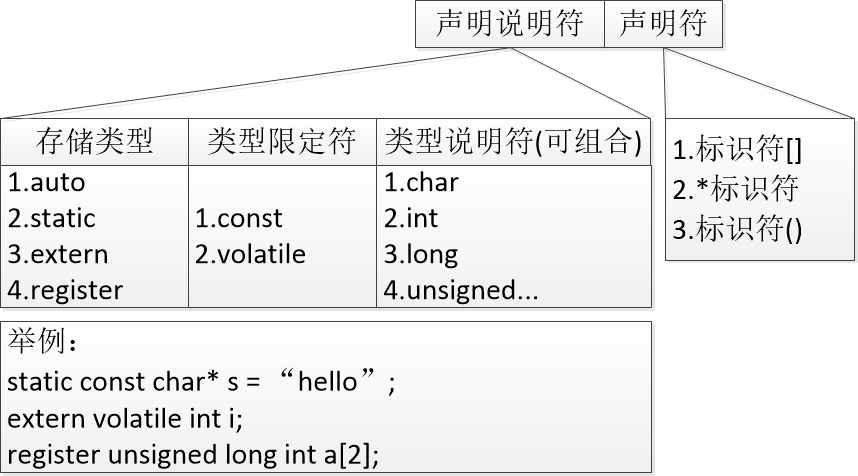 声明说明符 声明符
存储类型 类型限定符 类型说明符(可组合)
1.auto
2.static
3.extern
4.register
1.const
2.volatile
1.char
2.int
3.long
4.unsigned...
1.标识符[]
2.*标识符
3.标识符()
举例：
static const char* s = “hello”;
extern volatile int i;
register unsigned long int a[2];